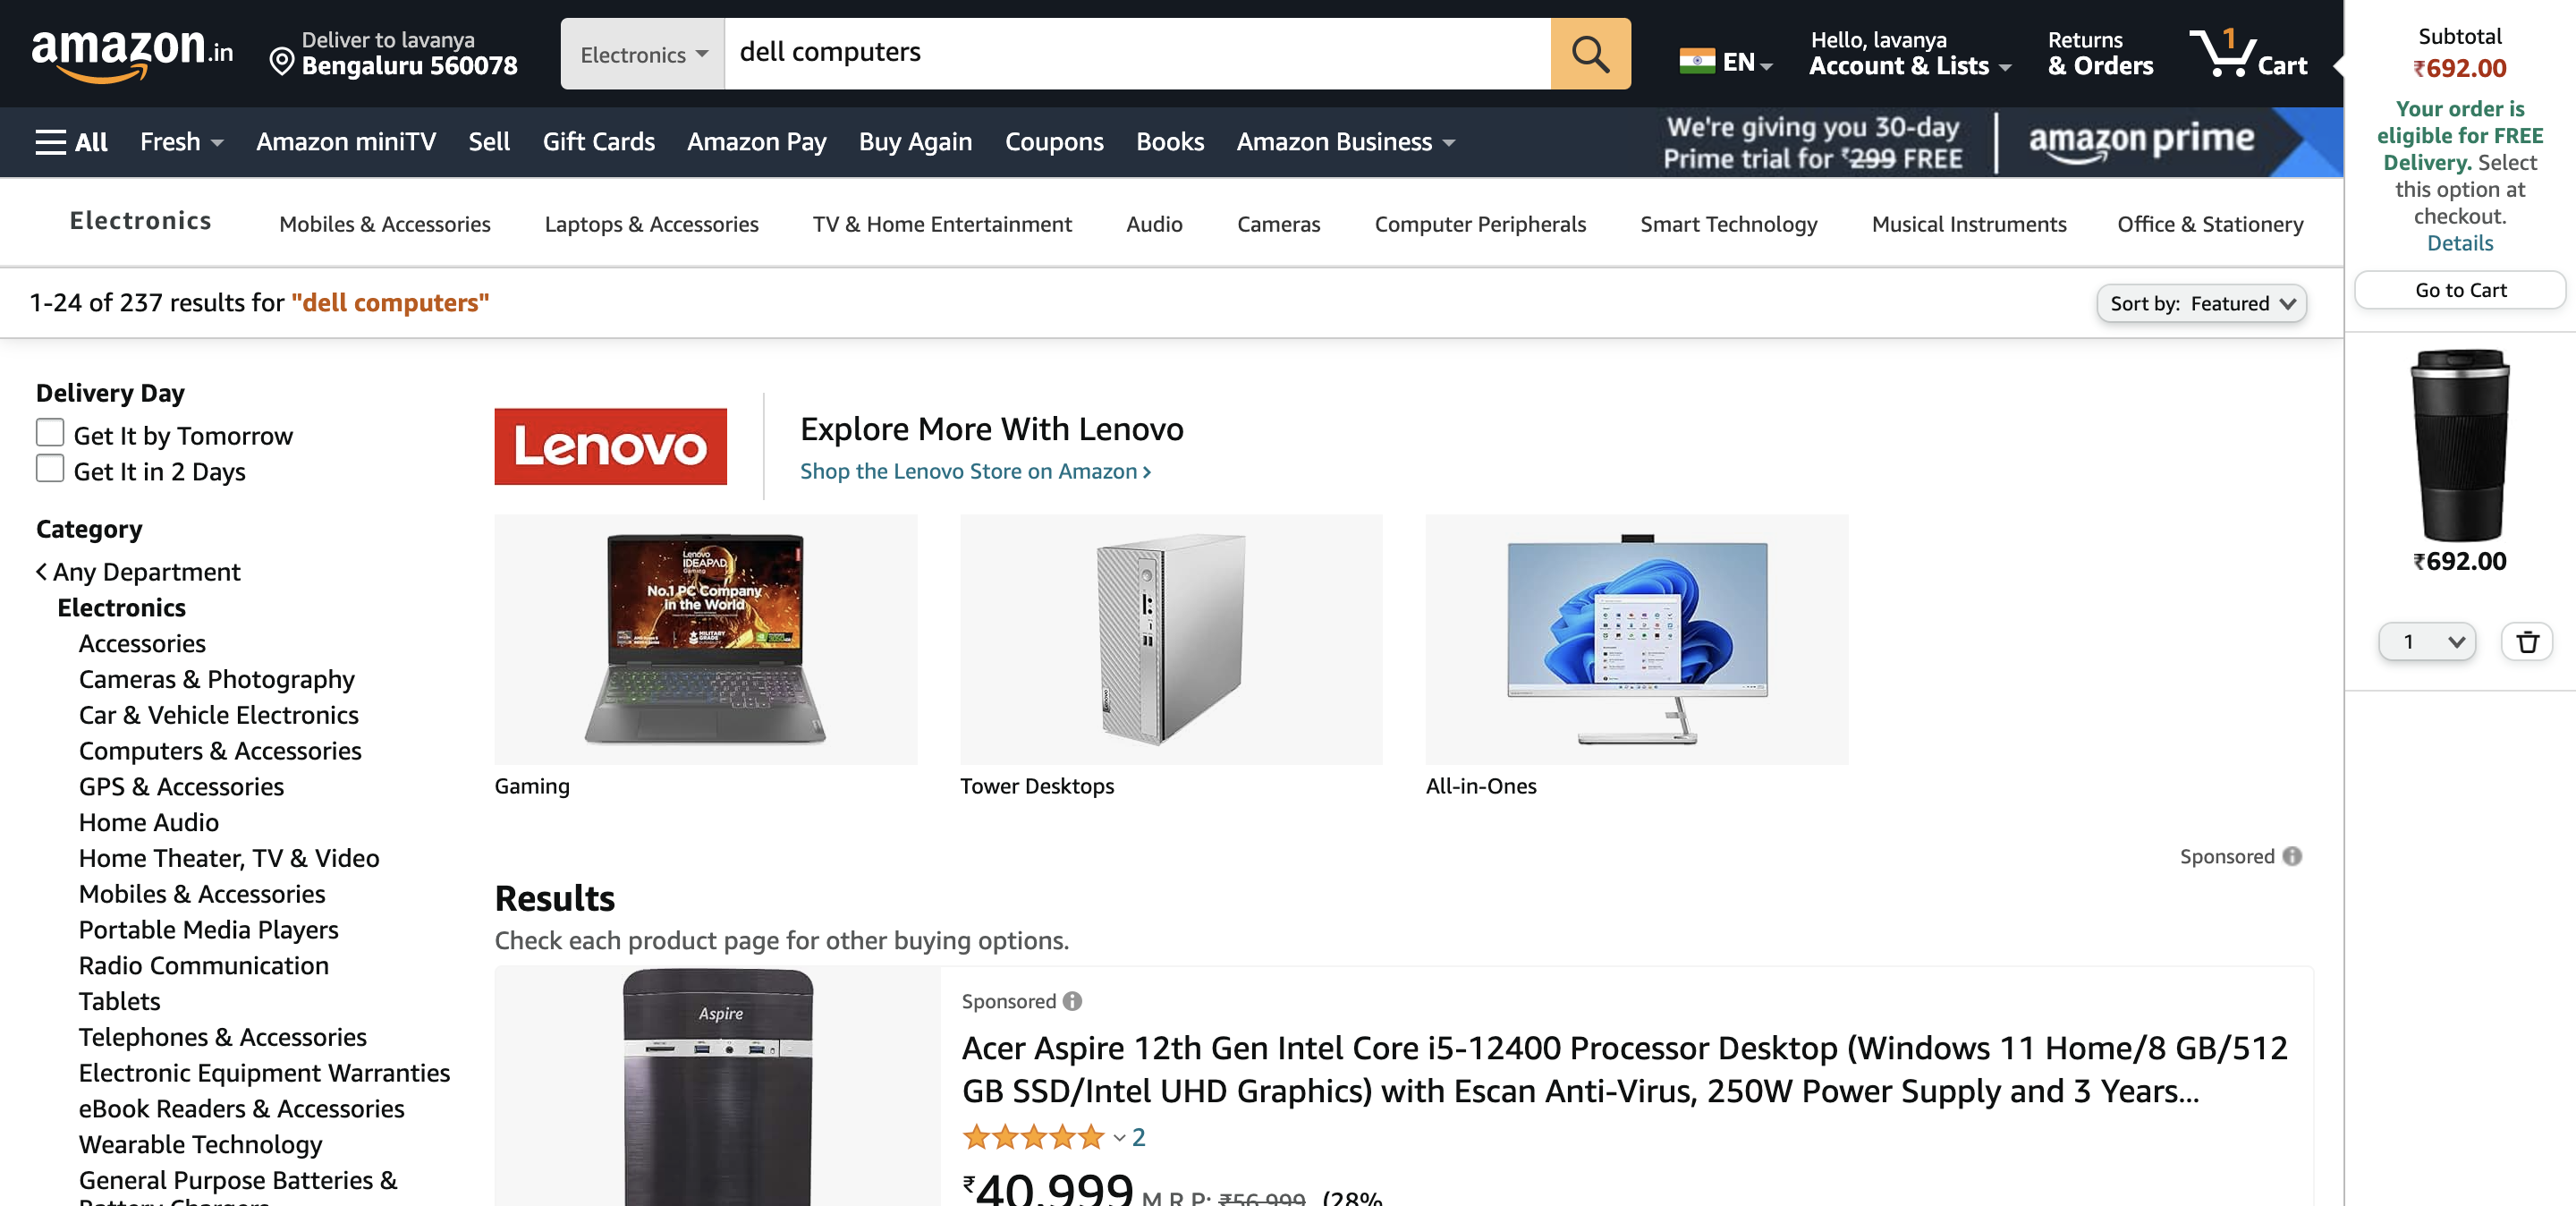 amazon.in
Deliver to lavanya
Bengaluru 560078
Electronics
dell computers
EN
Hello, lavanya
Account & Lists
Returns
& Orders
1
Cart
All
Fresh
Amazon miniTV
Sell
Gift Cards
Amazon Pay
Buy Again
Coupons
Books
Amazon Business
We're giving you 30-day
Prime trial for ₹299 FREE
amazon prime
Electronics
Mobiles & Accessories
Laptops & Accessories
TV & Home Entertainment
Audio
Cameras
Computer Peripherals
Smart Technology
Musical Instruments
Office & Stationery
1-24 of 237 results for "dell computers"
Sort by: Featured
Delivery Day
Get It by Tomorrow
Get It in 2 Days
Category
Any Department
Electronics
Accessories
Cameras & Photography
Car & Vehicle Electronics
Computers & Accessories
GPS & Accessories
Home Audio
Home Theater, TV & Video
Mobiles & Accessories
Portable Media Players
Radio Communication
Tablets
Telephones & Accessories
Electronic Equipment Warranties
eBook Readers & Accessories
Wearable Technology
General Purpose Batteries &
Battery Chargers
Lenovo
Explore More With Lenovo
Shop the Lenovo Store on Amazon
Lenovo
IDEAPAD
Gaming
No.1 PC Company
in the World
MILITARY
GRADE
Lenovo
Gaming
Tower Desktops
All-in-Ones
Sponsored
Results
Check each product page for other buying options.
Aspire
Sponsored
Acer Aspire 12th Gen Intel Core i5-12400 Processor Desktop (Windows 11 Home/8 GB/512
GB SSD/Intel UHD Graphics) with Escan Anti-Virus, 250W Power Supply and 3 Years...
2
₹40,999 M.R.P: ₹56,999 (28%
Subtotal
₹692.00
Your order is
eligible for FREE
Delivery. Select
this option at
checkout.
Details
Go to Cart
₹692.00
1